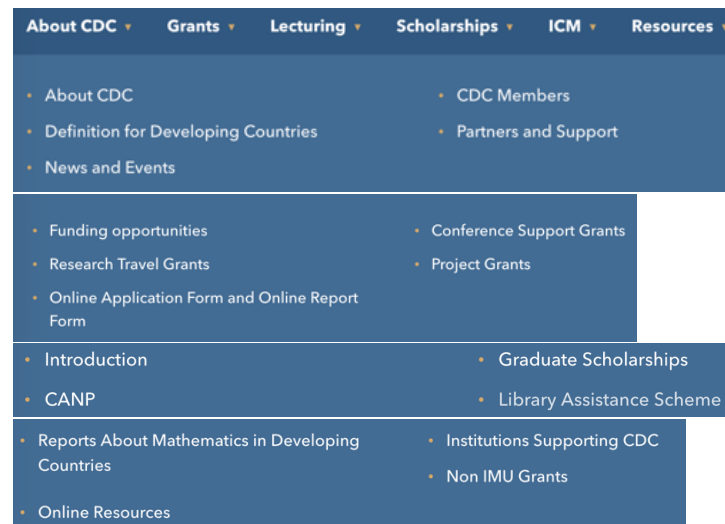 About CDC Grants Lecturing Scholarships ICM Resources
About CDC CDC Members
Definition for Developing Countries Partners and Support
News and Events
Funding opportunities Conference Support Grants
Research Travel Grants Project Grants
Online Application Form and Online Report
Form
Introduction Graduate Scholarships
CANP Library Assistance Scheme
Reports About Mathematics in Developing Institutions Supporting CDC
Countries
Non IMU Grants
Online Resources